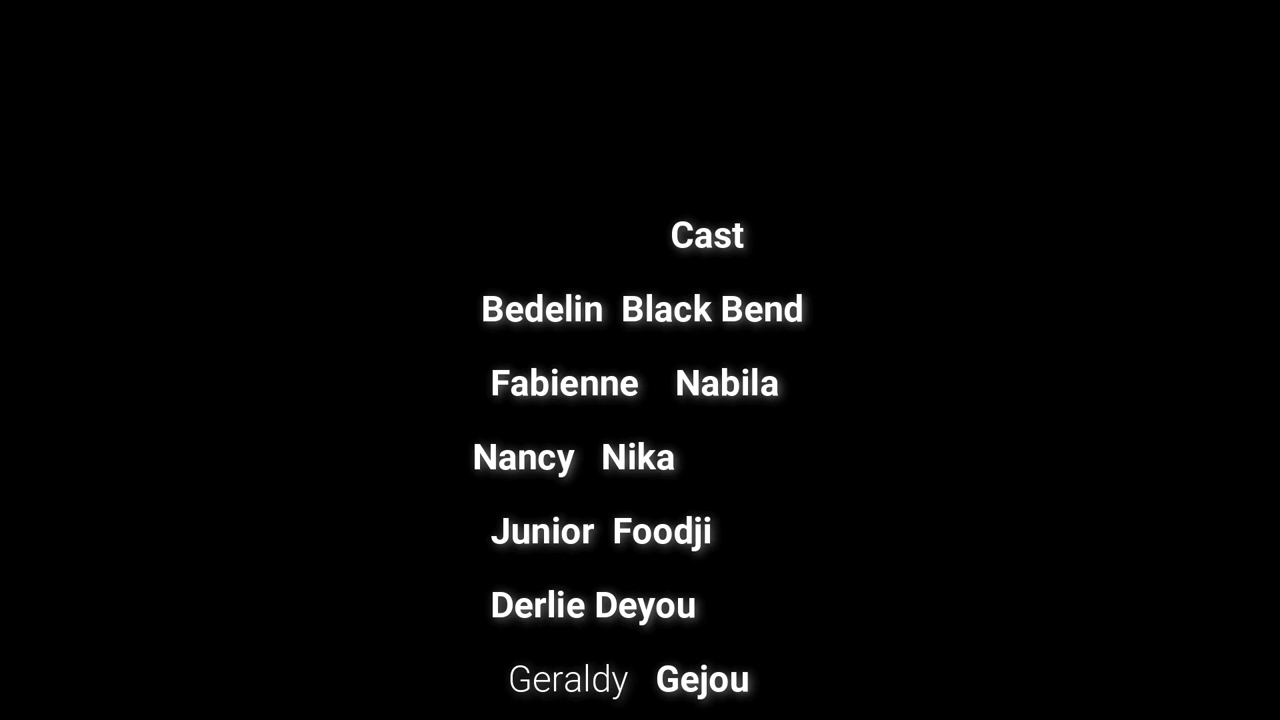 Cast
Bedelin Black Bend
Fabienne Nabila
Nancy Nika
Junior Foodji
Derlie Deyou
Geraldy Gejou